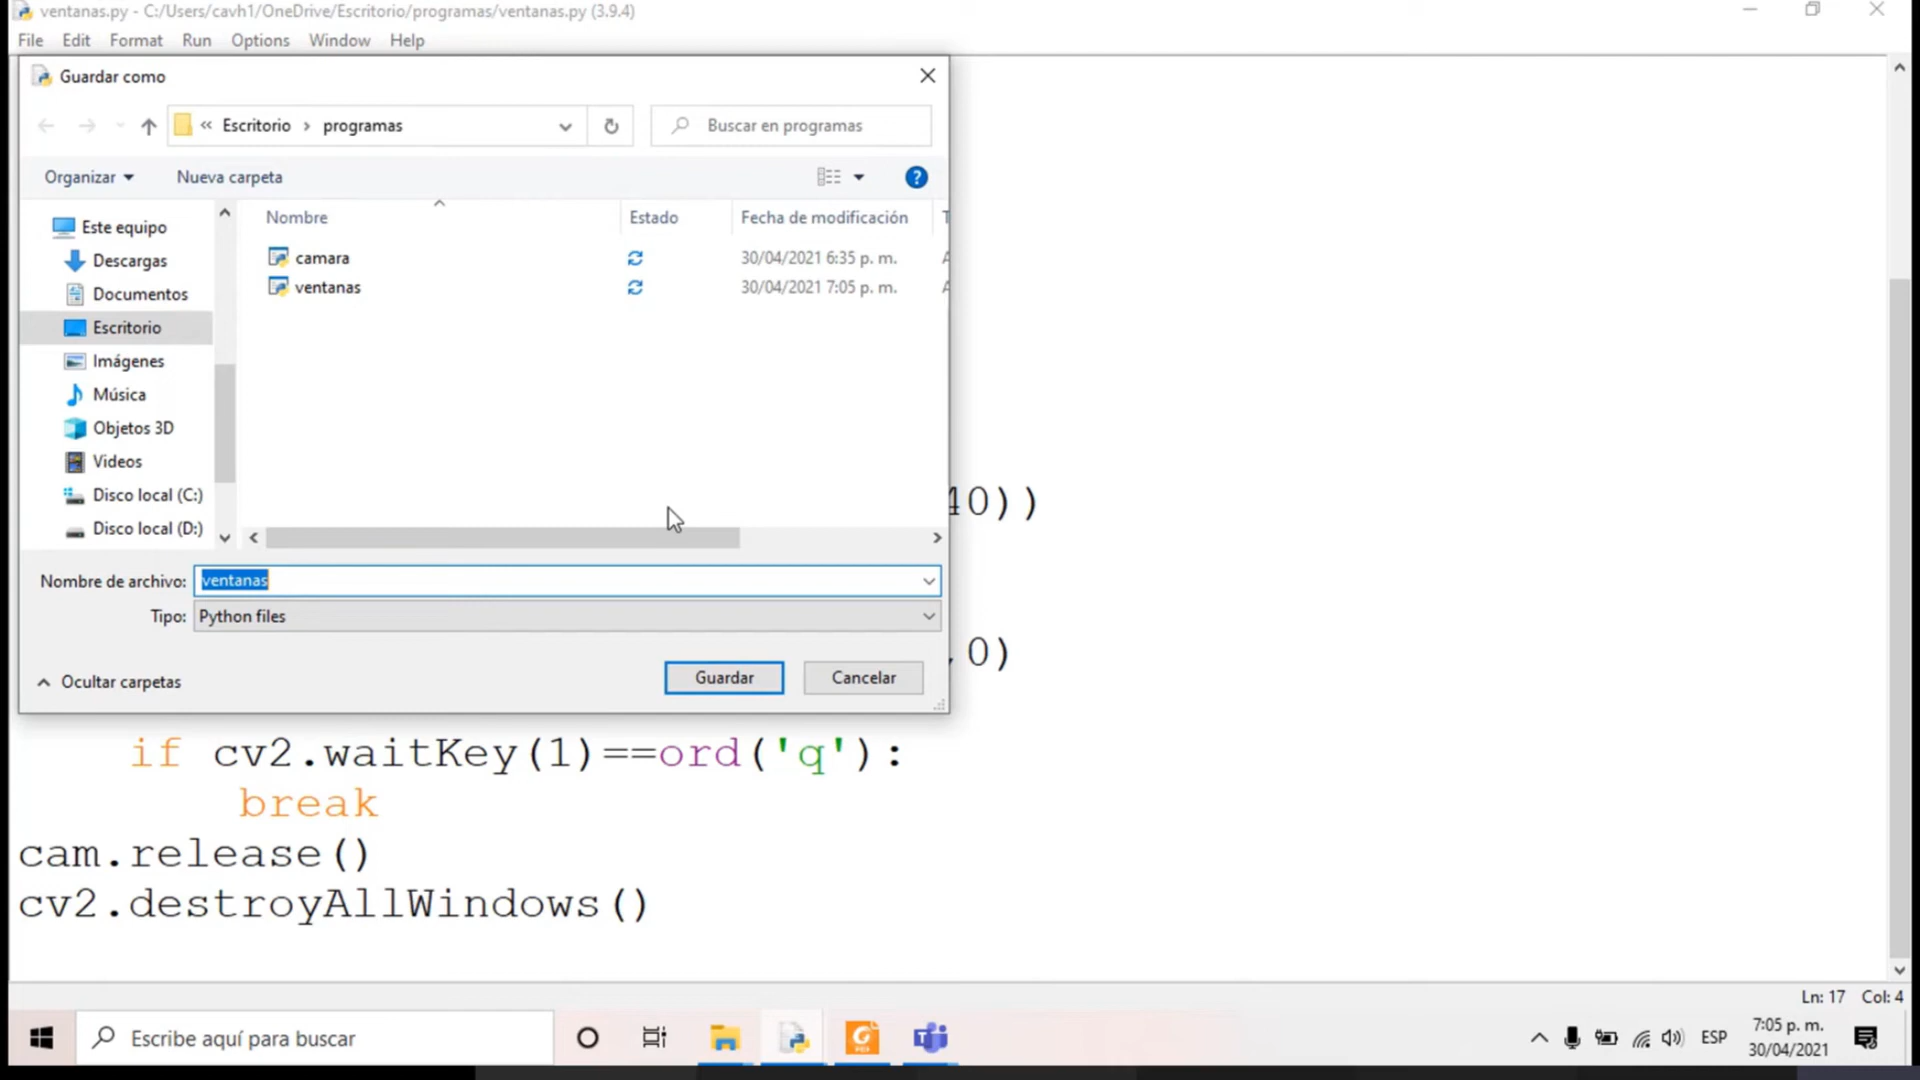 ventanas.py - C:/Users/cavh1/OneDrive/Escritorio/programas/ventanas.py (3.9.4)
File Edit Format Run Options Window Help
Guardar como
« Escritorio › programas
Buscar en programas
Organizar Nueva carpeta
Nombre Estado Fecha de modificación
Este equipo
Descargas
Documentos
Escritorio
Imágenes
Música
Objetos 3D
Videos
Disco local (C:)
Disco local (D:)
camara 30/04/2021 6:35 p. m.
ventanas 30/04/2021 7:05 p. m.
Nombre de archivo: ventanas
Tipo: Python files
Ocultar carpetas
Guardar Cancelar
40))
,0)
if cv2.waitKey(1)==ord('q'):
break
cam.release()
cv2.destroyAllWindows()
Ln: 17 Col: 4
Escribe aquí para buscar
ESP
7:05 p. m.
30/04/2021